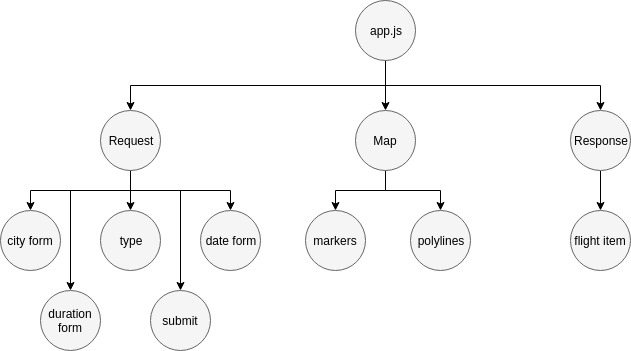 app.js
Request
Map
Response
city form
type
date form
markers
polylines
flight item
duration
form
submit